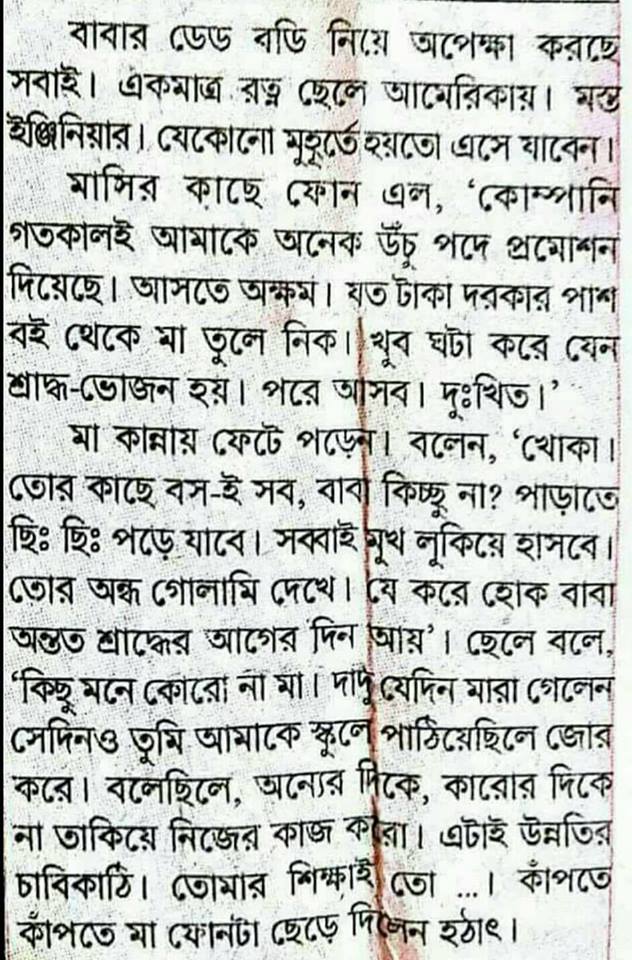 বাবার ডেড বডি নিয়ে অপেক্ষা করছে
সবাই। একমাত্র রত্ন ছেলে আমেরিকায়। মস্ত
ইঞ্জিনিয়ার। যেকোনো মুহূর্তে হয়তো এসে যাবেন।
মাসির কাছে ফোন এল, ‘কোম্পানি
গতকালই আমাকে অনেক উঁচু পদে প্রমোশন
দিয়েছে। আসতে অক্ষম। যত টাকা দরকার পাশ
বই থেকে মা তুলে নিক। খুব ঘটা করে যেন
শ্রাদ্ধ-ভোজন হয়। পরে আসব। দুঃখিত।’
মা কান্নায় ফেটে পড়েন। বলেন, ‘খোকা।
তোর কাছে বস-ই সব, বাবা কিচ্ছু না? পাড়াতে
ছিঃ ছিঃ পড়ে যাবে। সব্বাই মুখ লুকিয়ে হাসবে।
তোর অন্ধ গোলামি দেখে। যে করে হোক বাবা
অন্তত শ্রাদ্ধের আগের দিন আয়’। ছেলে বলে,
‘কিছু মনে কোরো না মা। দাদু যেদিন মারা গেলেন
সেদিনও তুমি আমাকে স্কুলে পাঠিয়েছিলে জোর
করে। বলেছিলে, অন্যের দিকে, কারোর দিকে
না তাকিয়ে নিজের কাজ করো। এটাই উন্নতির
চাবিকাঠি। তোমার শিক্ষাই তো ...। কাঁপতে
কাঁপতে মা ফোনটা ছেড়ে দিলেন হঠাৎ।